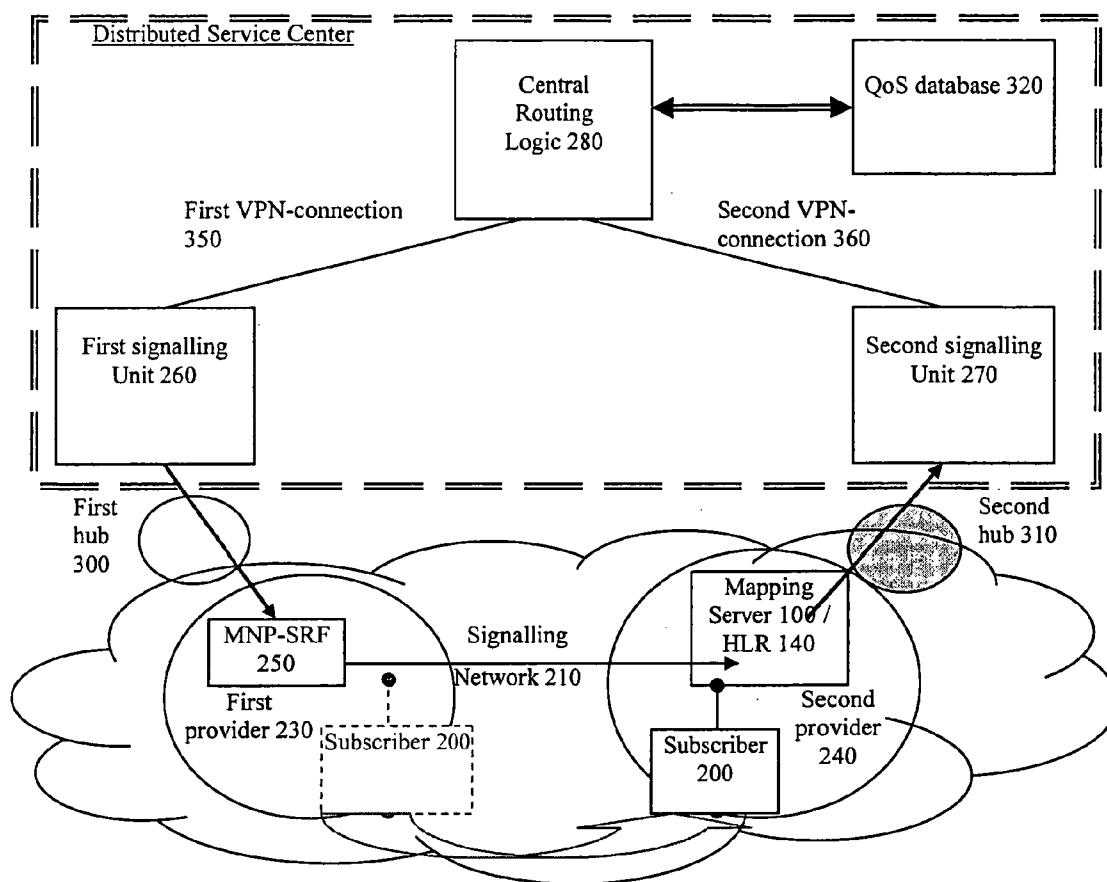 Distributed Service Center
Central
Routing
Logic 280
QoS database 320
First VPN-connection
350
Second VPN-
connection 360
First signalling
Unit 260
Second signalling
Unit 270
First
hub
300
Second
hub 310
MNP-SRF
250
Signalling
Network 210
Mapping
Server 100 /
HLR 140
First
provider 230
Second
provider
240
Subscriber 200
Subscriber
200